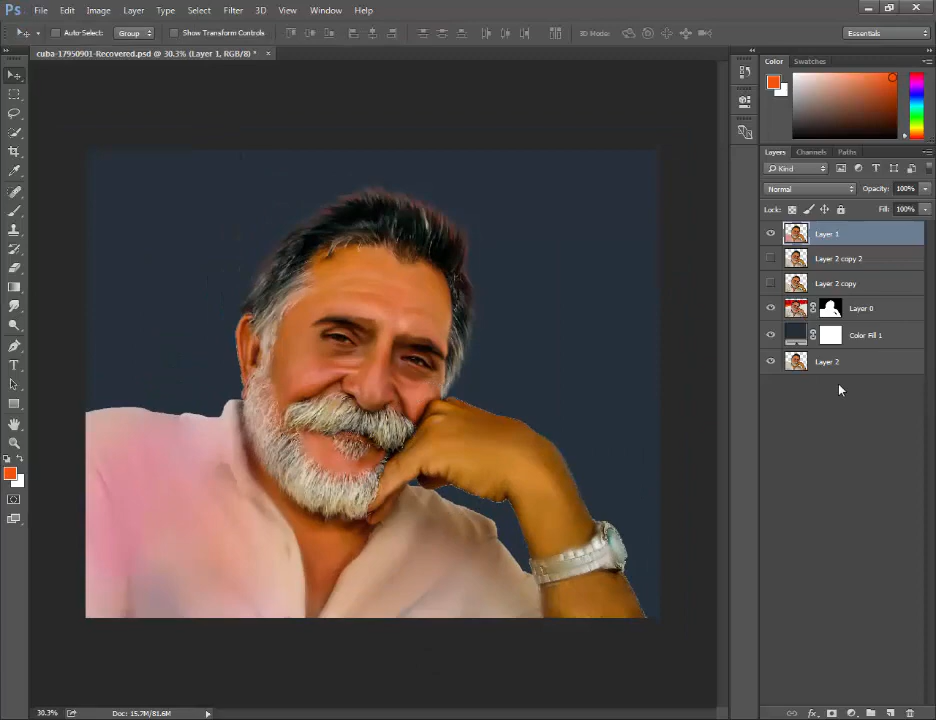 Ps File Edit Image Layer Type Select Filter 3D View Window Help
Auto-Select: Group Show Transform Controls 3D Mode: Essentials
cuba-17950901-Recovered.psd @ 30.3% (Layer 1, RGB/8) * ×
Color Swatches
Layers Channels Paths
Kind
Normal Opacity: 100%
Lock: Fill: 100%
Layer 1
Layer 2 copy 2
Layer 2 copy
Layer 0
Color Fill 1
Layer 2
30.3% Doc: 15.7M/81.6M